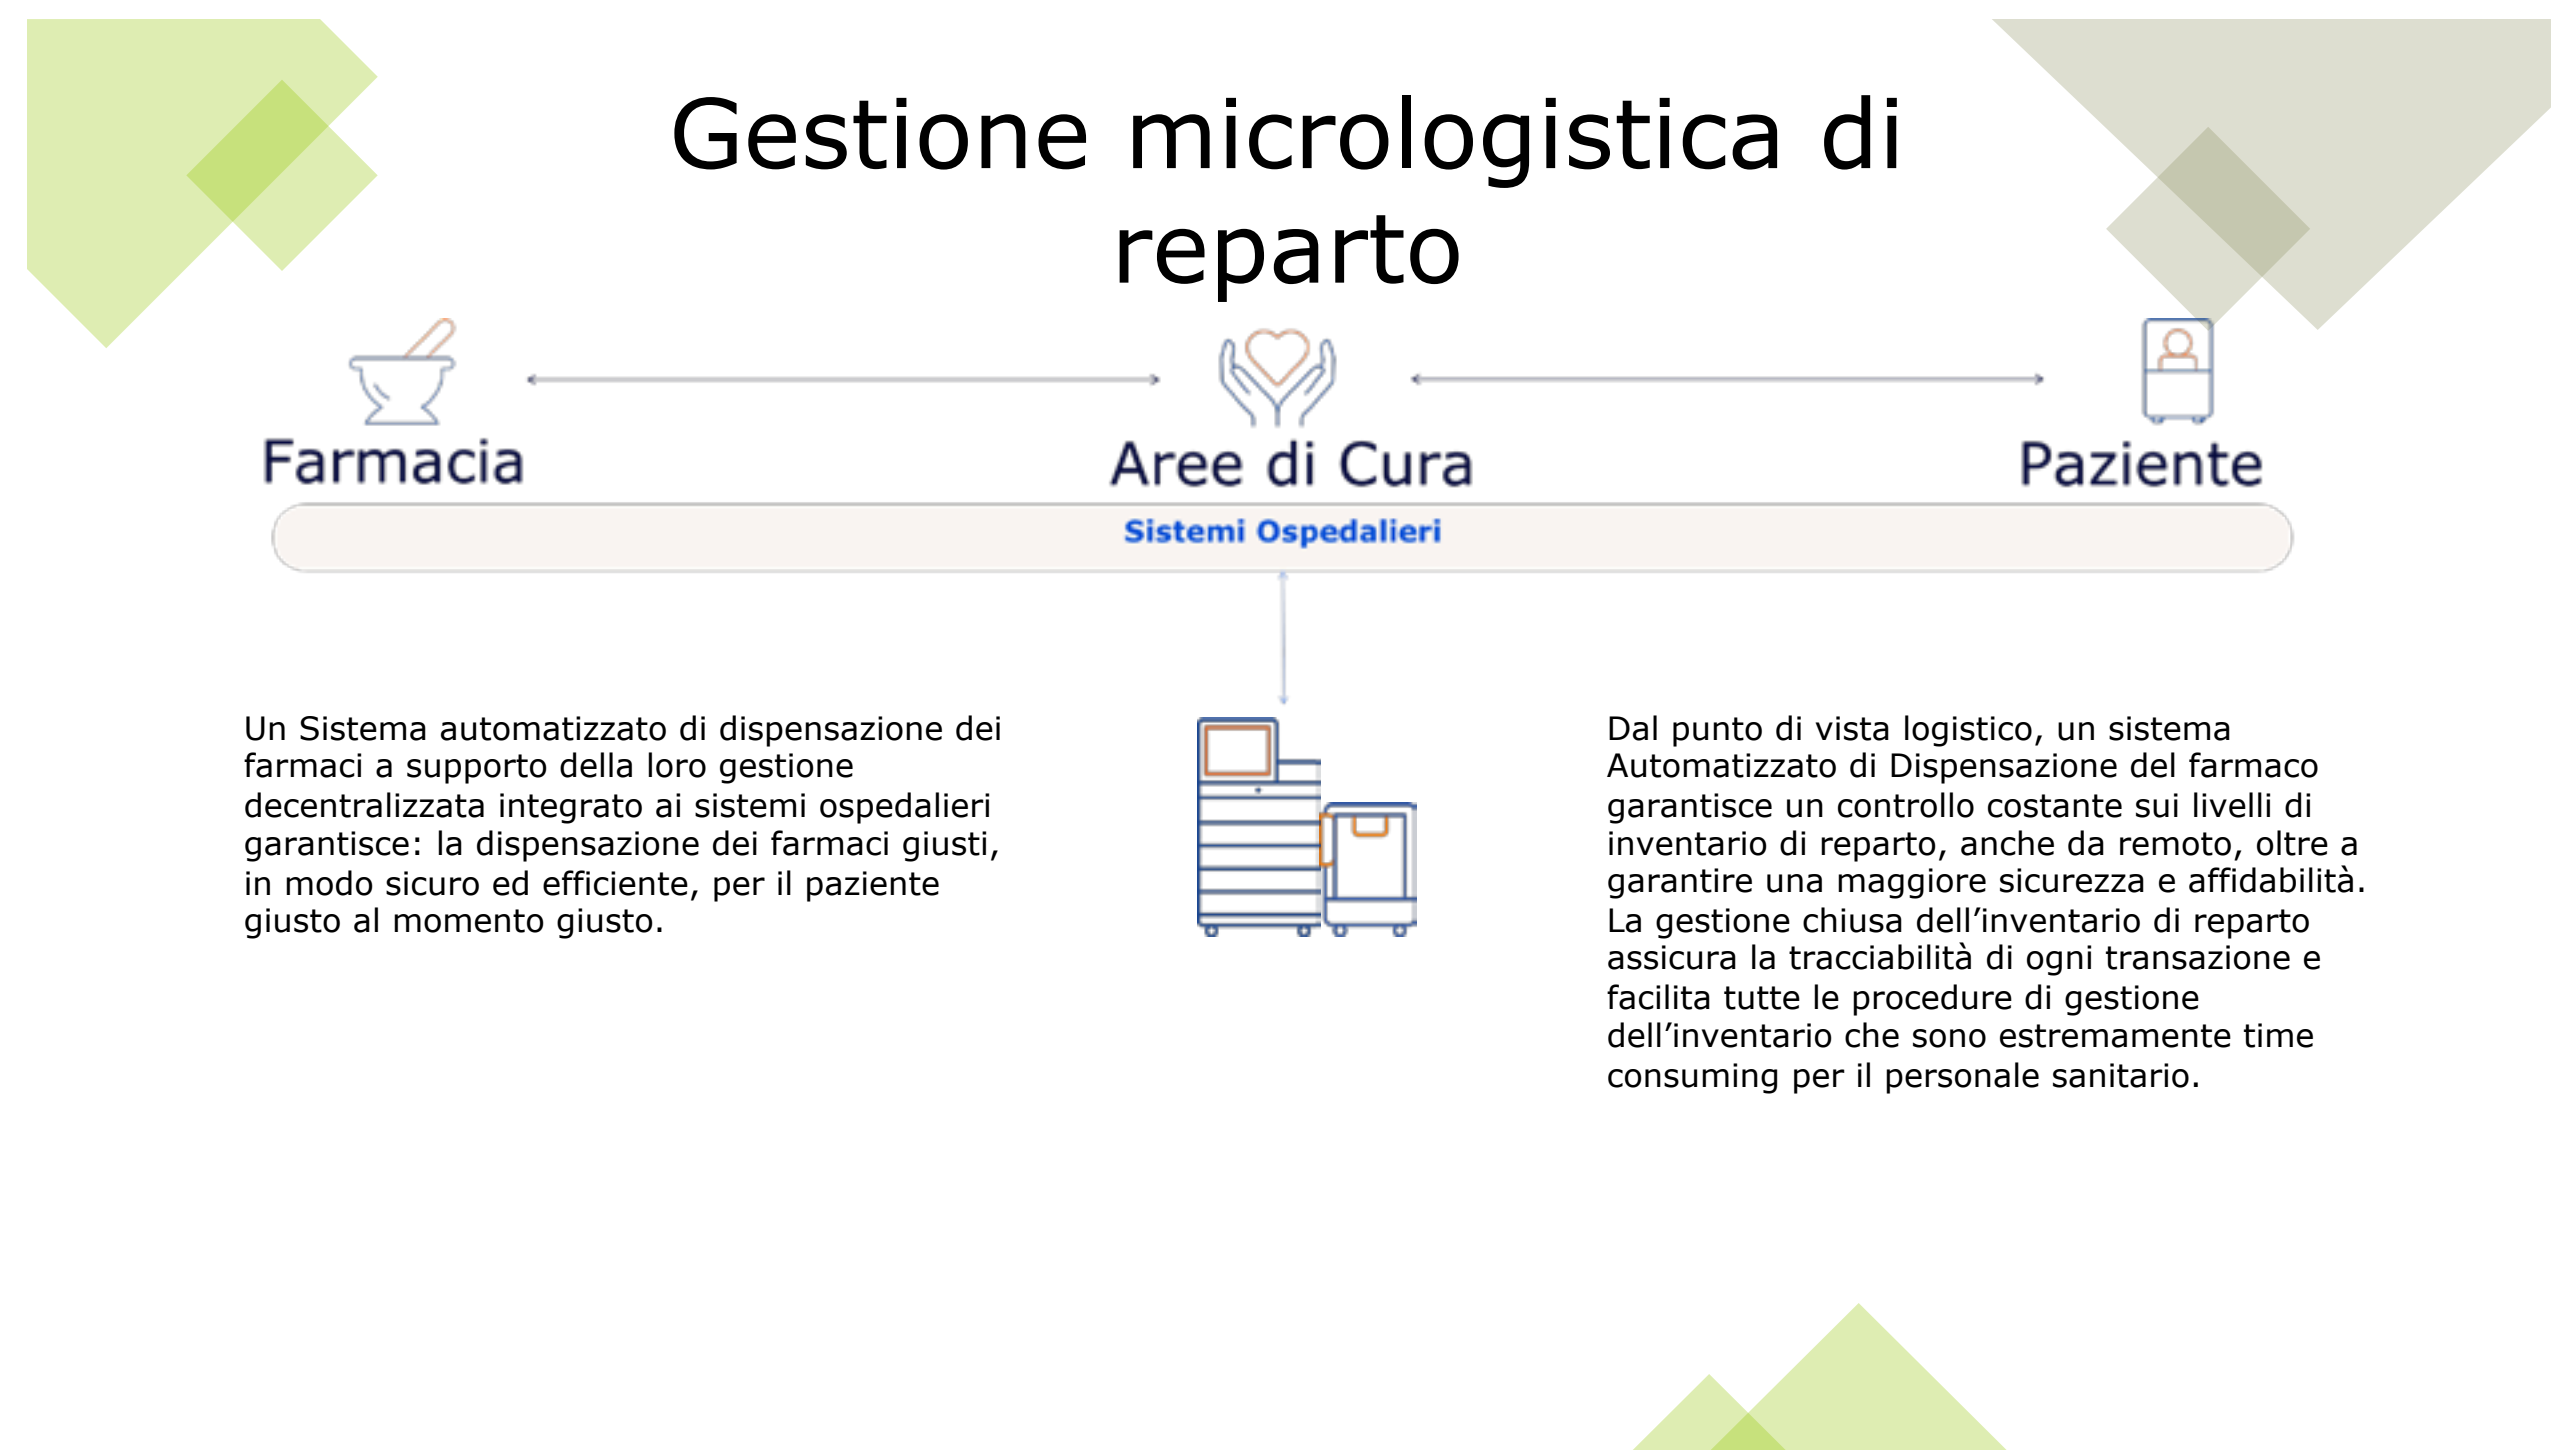 Gestione micrologistica di
reparto
Farmacia
Aree di Cura
Paziente
Sistemi Ospedalieri
Un Sistema automatizzato di dispensazione dei
farmaci a supporto della loro gestione
decentralizzata integrato ai sistemi ospedalieri
garantisce: la dispensazione dei farmaci giusti,
in modo sicuro ed efficiente, per il paziente
giusto al momento giusto.
Dal punto di vista logistico, un sistema
Automatizzato di Dispensazione del farmaco
garantisce un controllo costante sui livelli di
inventario di reparto, anche da remoto, oltre a
garantire una maggiore sicurezza e affidabilità.
La gestione chiusa dell’inventario di reparto
assicura la tracciabilità di ogni transazione e
facilita tutte le procedure di gestione
dell’inventario che sono estremamente time
consuming per il personale sanitario.